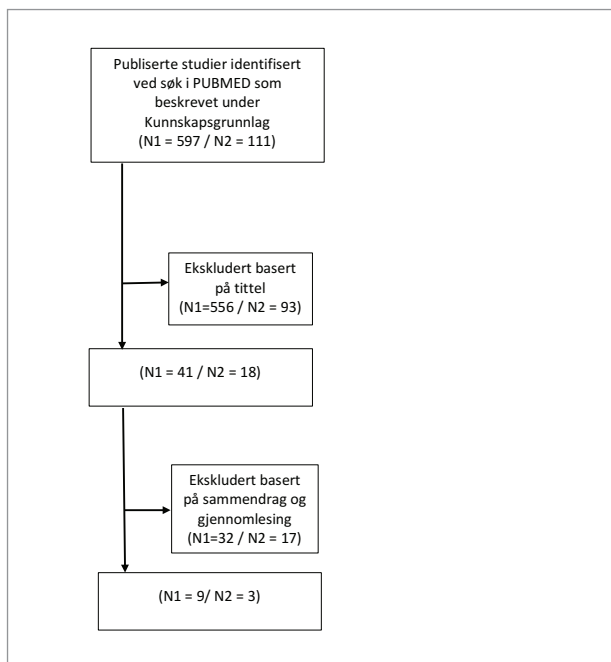 Publiserte studier identifisert
ved søk i PUBMED som
beskrevet under
Kunnskapsgrunnlag
(N1 = 597 / N2 = 111)
Ekskludert basert
på tittel
(N1=556 / N2 = 93)
(N1 = 41 / N2 = 18)
Ekskludert basert
på sammendrag og
gjennomlesing
(N1=32 / N2 = 17)
(N1 = 9/ N2 = 3)